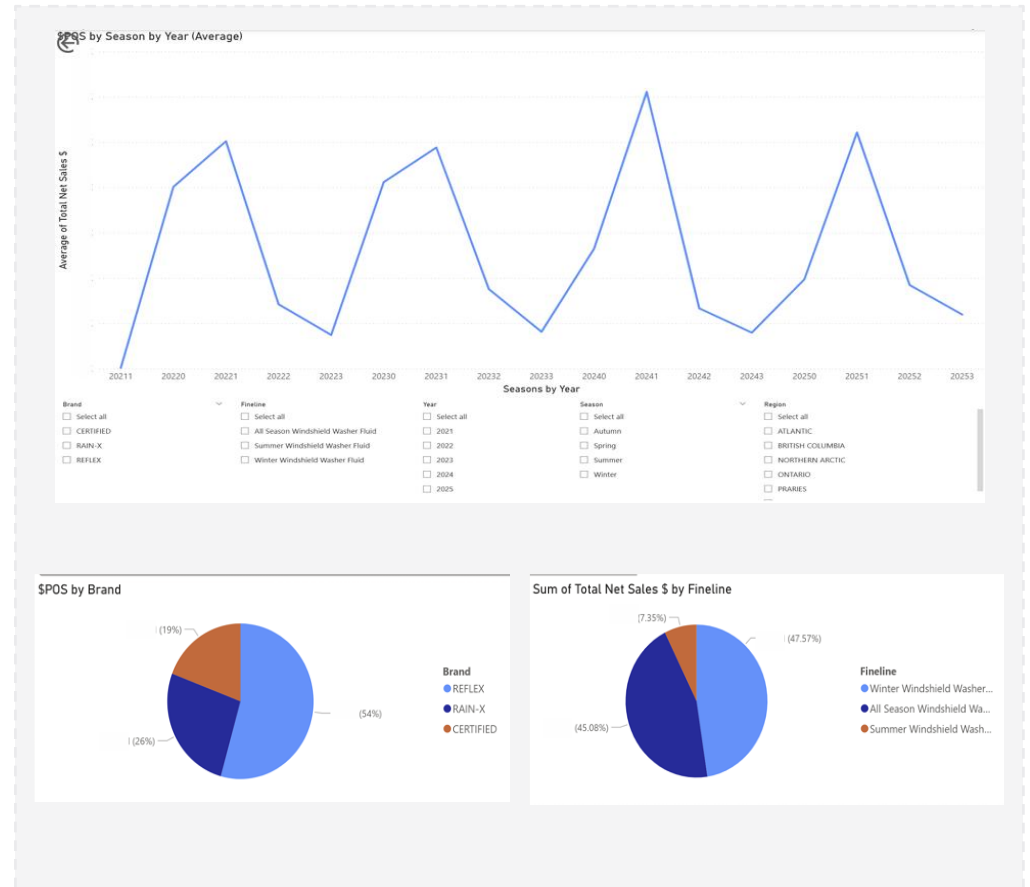 $POS by Season by Year (Average)
Average of Total Net Sales $
20211 20220 20221 20222 20223 20230 20231 20232 20233 20240 20241 20242 20243 20250 20251 20252 20253
Seasons by Year
Brand Fineline Year Season Region
Select all Select all Select all Select all Select all
CERTIFIED All Season Windshield Washer Fluid 2021 Autumn ATLANTIC
RAIN-X Summer Windshield Washer Fluid 2022 Spring BRITISH COLUMBIA
REFLEX Winter Windshield Washer Fluid 2023 Summer NORTHERN ARCTIC
2024 Winter ONTARIO
2025 PRARIES
$POS by Brand
(19%)
(54%)
(26%)
Brand
REFLEX
RAIN-X
CERTIFIED
Sum of Total Net Sales $ by Fineline
(7.35%)
(47.57%)
(45.08%)
Fineline
Winter Windshield Washer...
All Season Windshield Wa...
Summer Windshield Wash...